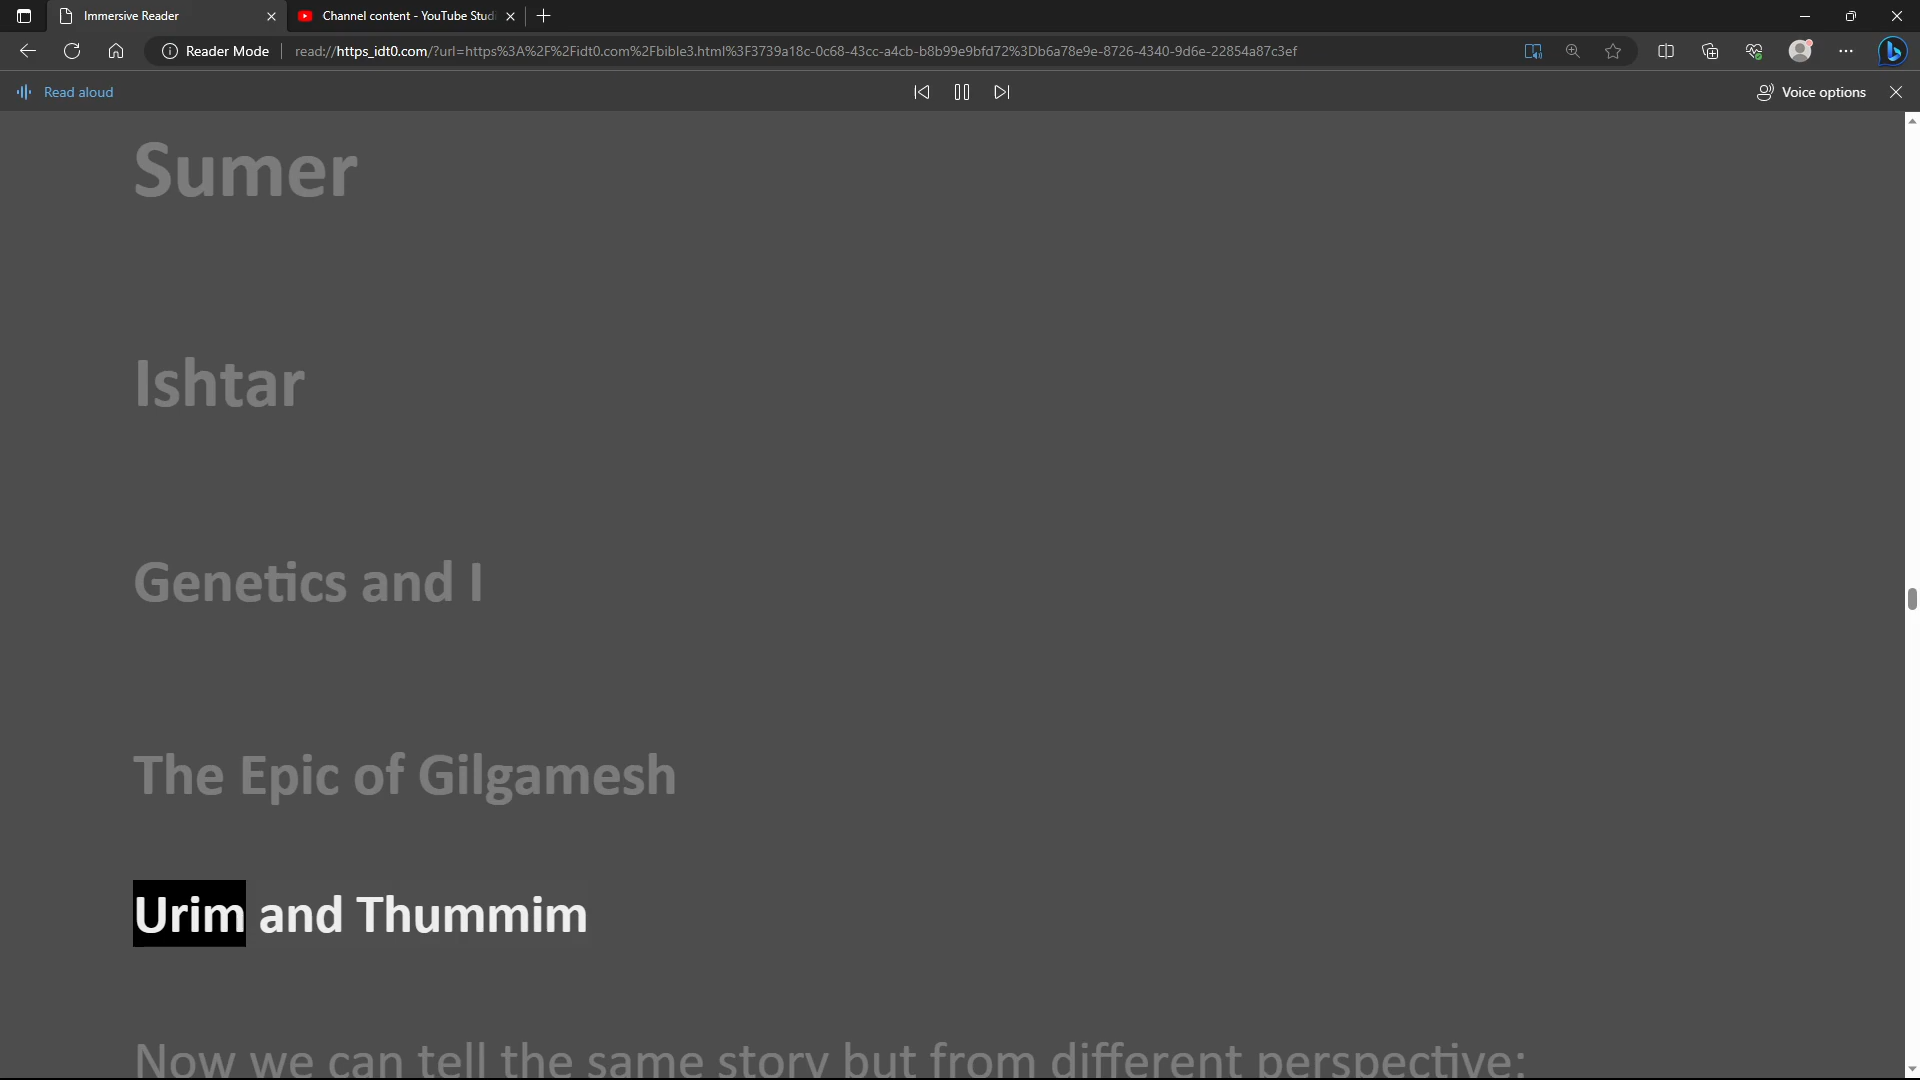 Immersive Reader
Channel content - YouTube Studi
Reader Mode
read://https_idt0.com/?url=https%3A%2F%2Fidt0.com%2Fbible3.html%3F3739a18c-0c68-43cc-a4cb-b8b99e9bfd72%3Db6a78e9e-8726-4340-9d6e-22854a87c3ef
Read aloud
Voice options
Sumer
Ishtar
Genetics and I
The Epic of Gilgamesh
Urim and Thummim
Now we can tell the same story but from different perspective: